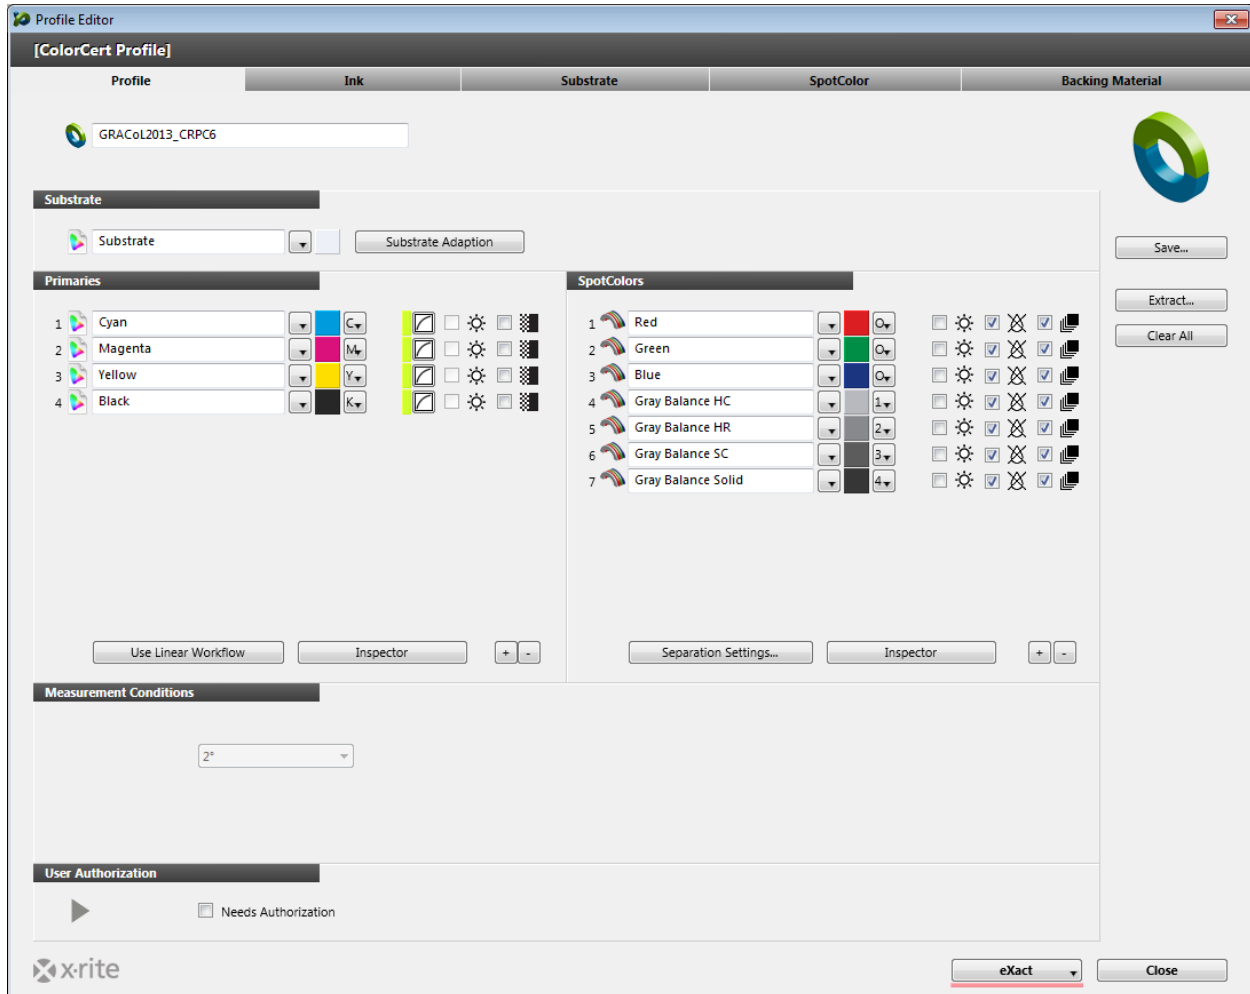 Profile Editor
[ColorCert Profile]
Profile Ink Substrate SpotColor Backing Material
GRACoL2013_CRPC6
Substrate
Substrate Substrate Adaption
Save...
Primaries SpotColors
Extract...
1 Cyan C 1 Red O
Clear All
2 Magenta M 2 Green O
3 Yellow Y 3 Blue O
4 Black K 4 Gray Balance HC 1
5 Gray Balance HR 2
6 Gray Balance SC 3
7 Gray Balance Solid 4
Use Linear Workflow Inspector + - Separation Settings... Inspector + -
Measurement Conditions
2°
User Authorization
Needs Authorization
x·rite eXact Close